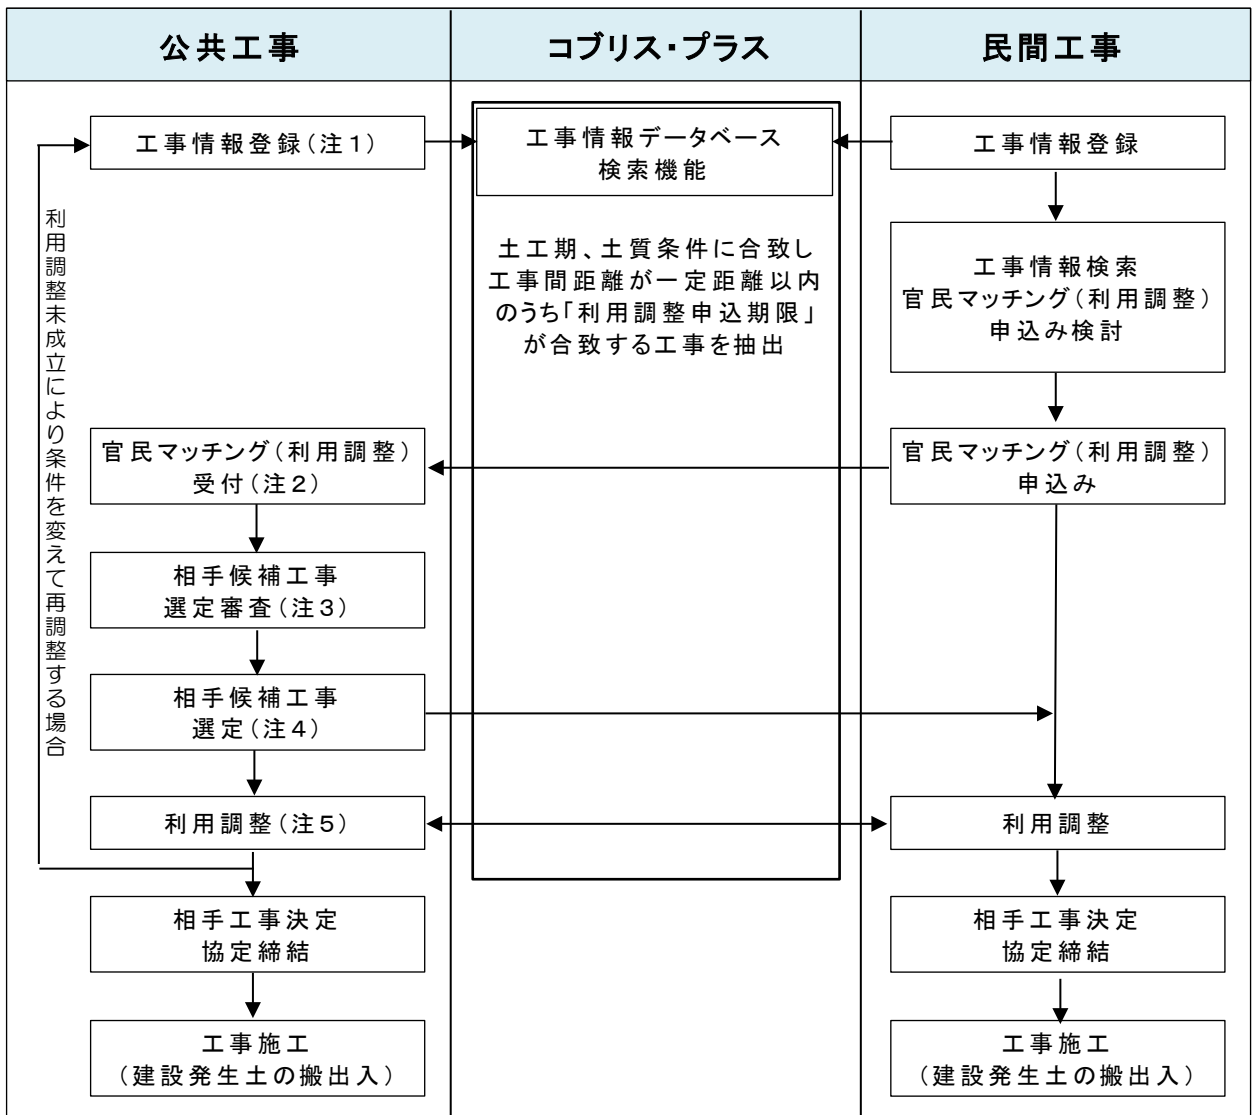 公共工事
コブリス・プラス
民間工事
工事情報登録(注1)
工事情報データベース
検索機能
工事情報登録
利用調整未成立により条件を変えて再調整する場合
土工期、土質条件に合致し
工事間距離が一定距離以内
のうち「利用調整申込期限」
が合致する工事を抽出
工事情報検索
官民マッチング(利用調整)
申込み検討
官民マッチング(利用調整)
受付(注2)
官民マッチング(利用調整)
申込み
相手候補工事
選定審査(注3)
相手候補工事
選定(注4)
利用調整(注5)
利用調整
相手工事決定
協定締結
相手工事決定
協定締結
工事施工
(建設発生土の搬出入)
工事施工
(建設発生土の搬出入)